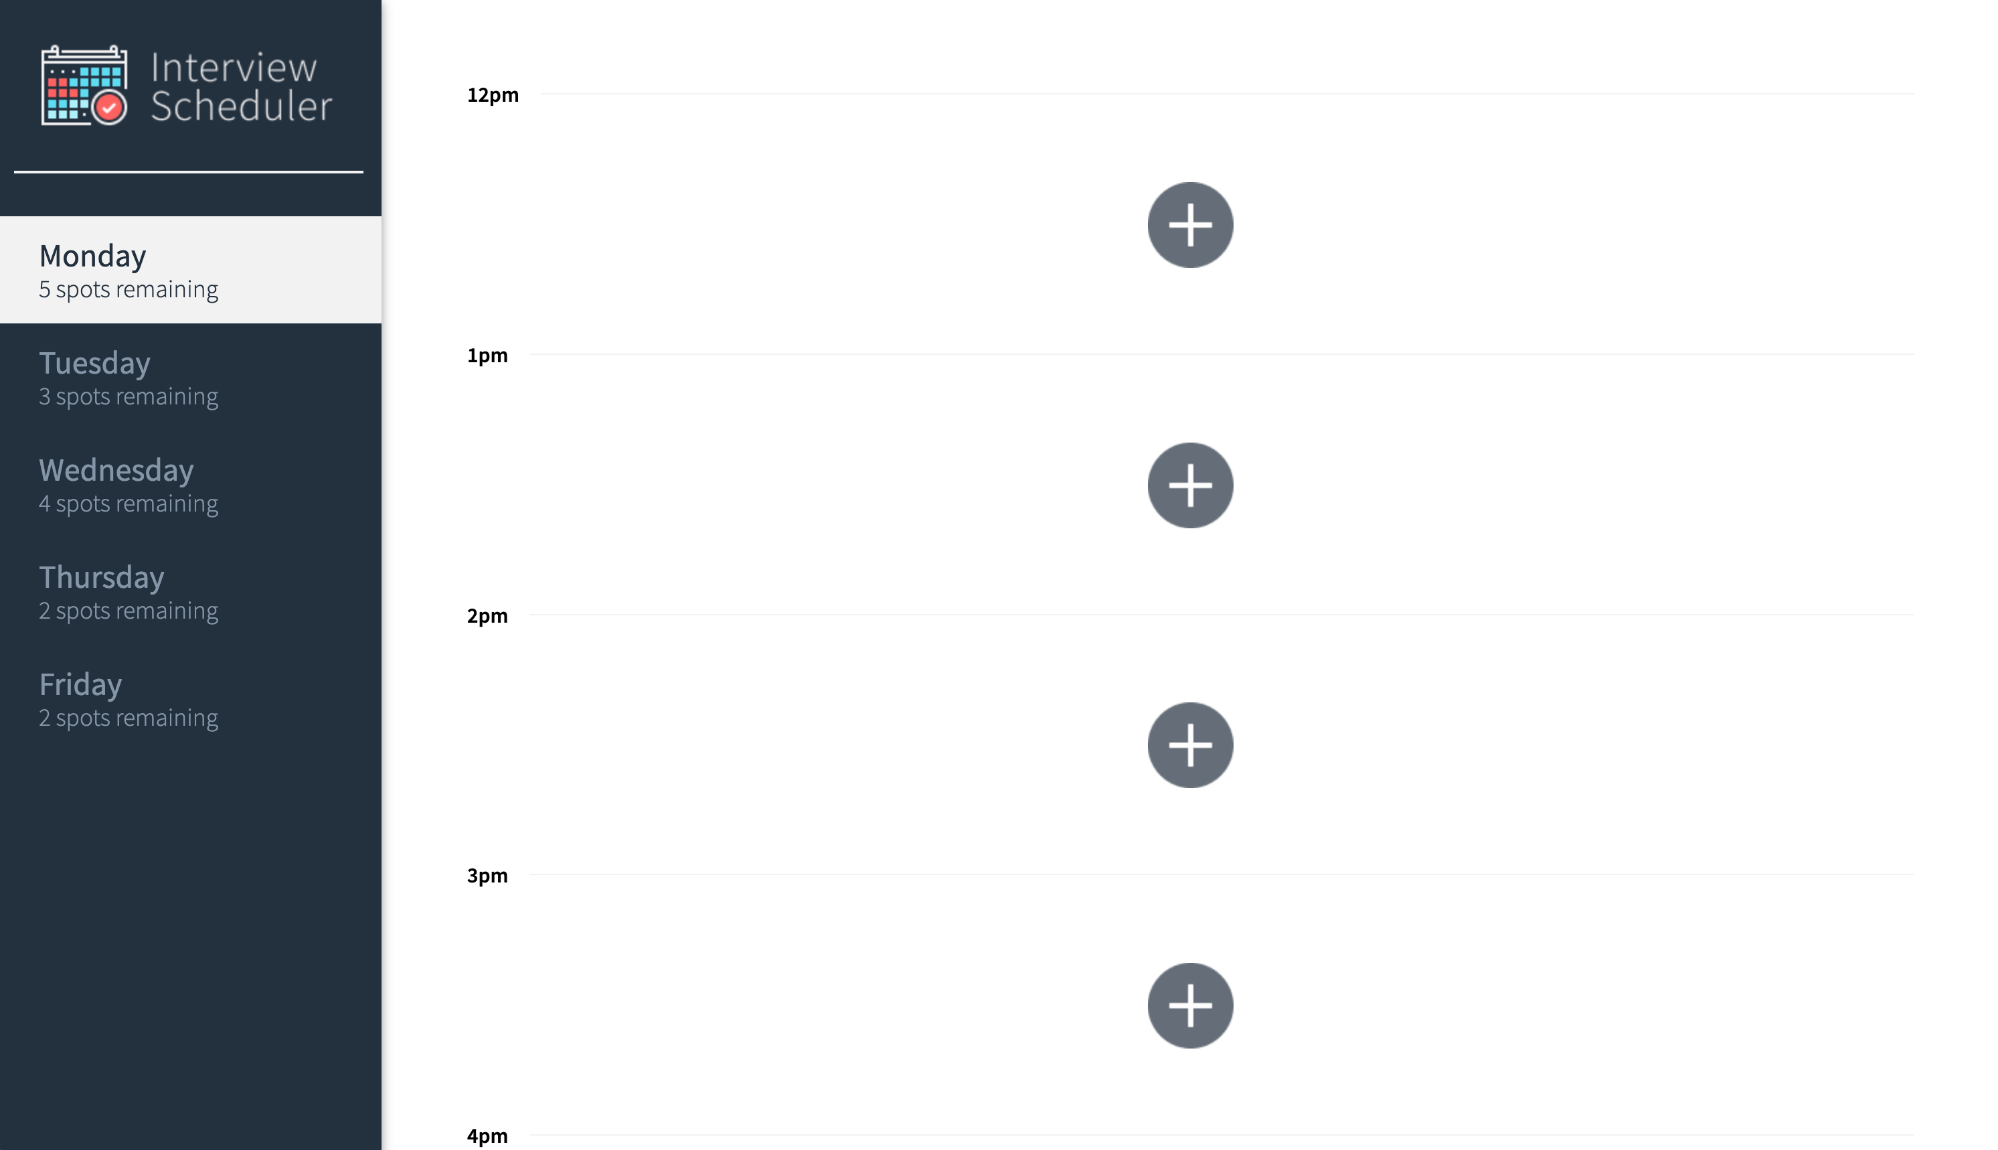 Interview
Scheduler
Monday
5 spots remaining
Tuesday
3 spots remaining
Wednesday
4 spots remaining
Thursday
2 spots remaining
Friday
2 spots remaining
12pm
1pm
2pm
3pm
4pm